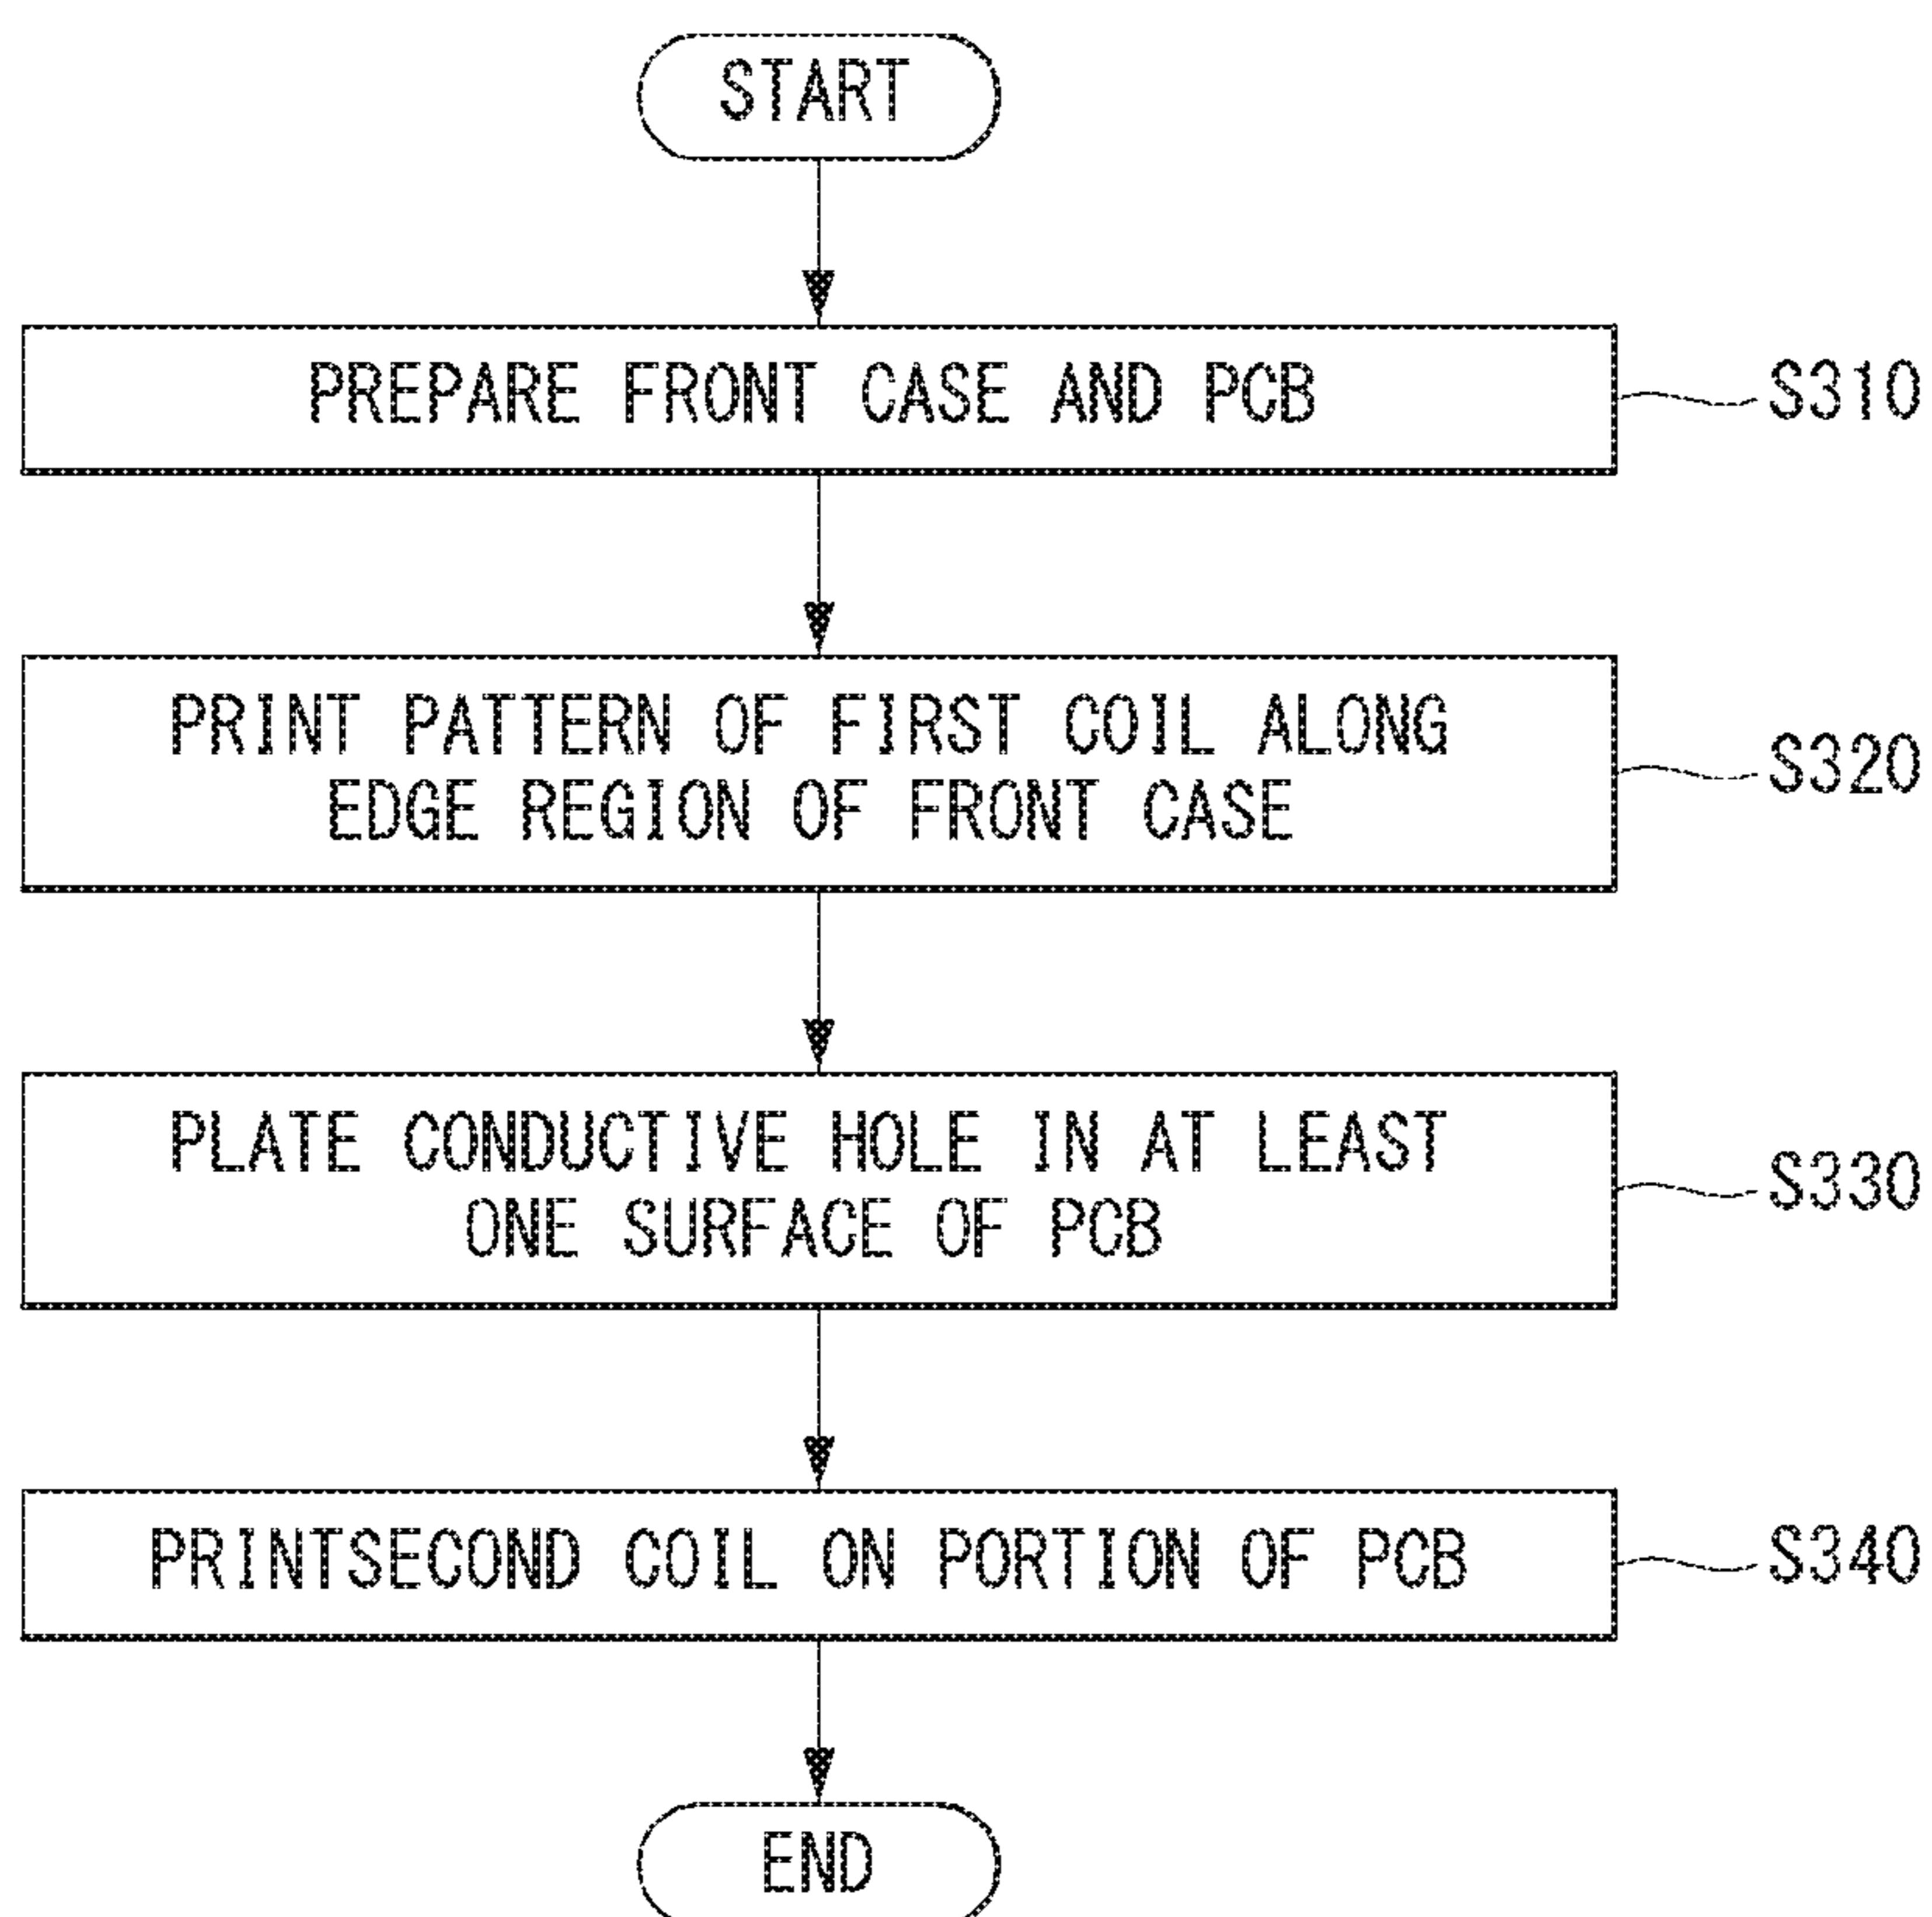 START
PREPARE FRONT CASE AND PCB
S310
PRINT PATTERN OF FIRST COIL ALONG
EDGE REGION OF FRONT CASE
S320
PLATE CONDUCTIVE HOLE IN AT LEAST
ONE SURFACE OF PCB
S330
PRINTSECOND COIL ON PORTION OF PCB
S340
END